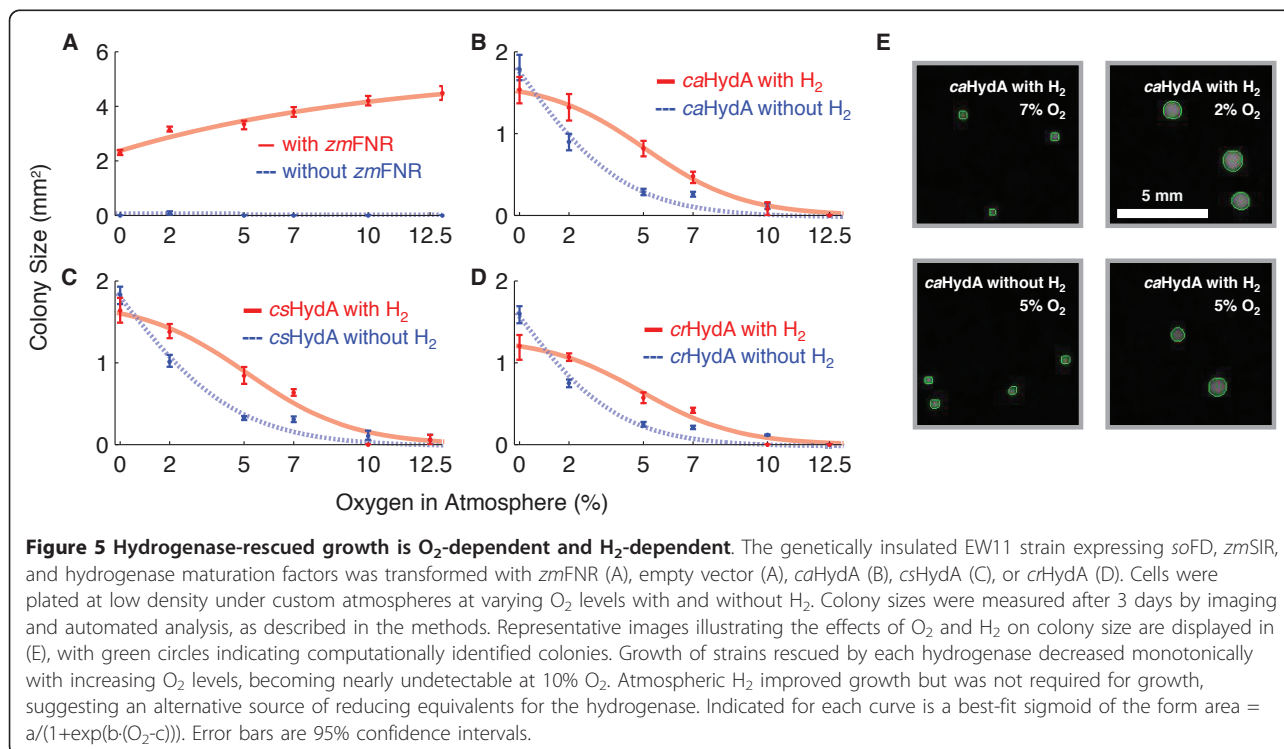 A
6
4
2
0
0
2
5
7
10
12.5
with zmFNR
without zmFNR
B
2
1
0
0
2
5
7
10
12.5
caHydA with H₂
caHydA without H₂
C
2
1
0
0
2
5
7
10
12.5
csHydA with H₂
csHydA without H₂
D
2
1
0
0
2
5
7
10
12.5
crHydA with H₂
crHydA without H₂
Colony Size (mm²)
Oxygen in Atmosphere (%)
E
caHydA with H₂
7% O₂
caHydA with H₂
2% O₂
5 mm
caHydA without H₂
5% O₂
caHydA with H₂
5% O₂
Figure 5 Hydrogenase-rescued growth is O₂-dependent and H₂-dependent. The genetically insulated EW11 strain expressing soFD, zmSIR,
and hydrogenase maturation factors was transformed with zmFNR (A), empty vector (A), caHydA (B), csHydA (C), or crHydA (D). Cells were
plated at low density under custom atmospheres at varying O₂ levels with and without H₂. Colony sizes were measured after 3 days by imaging
and automated analysis, as described in the methods. Representative images illustrating the effects of O₂ and H₂ on colony size are displayed in
(E), with green circles indicating computationally identified colonies. Growth of strains rescued by each hydrogenase decreased monotonically
with increasing O₂ levels, becoming nearly undetectable at 10% O₂. Atmospheric H₂ improved growth but was not required for growth,
suggesting an alternative source of reducing equivalents for the hydrogenase. Indicated for each curve is a best-fit sigmoid of the form area =
a/(1+exp(b·(O₂-c))). Error bars are 95% confidence intervals.